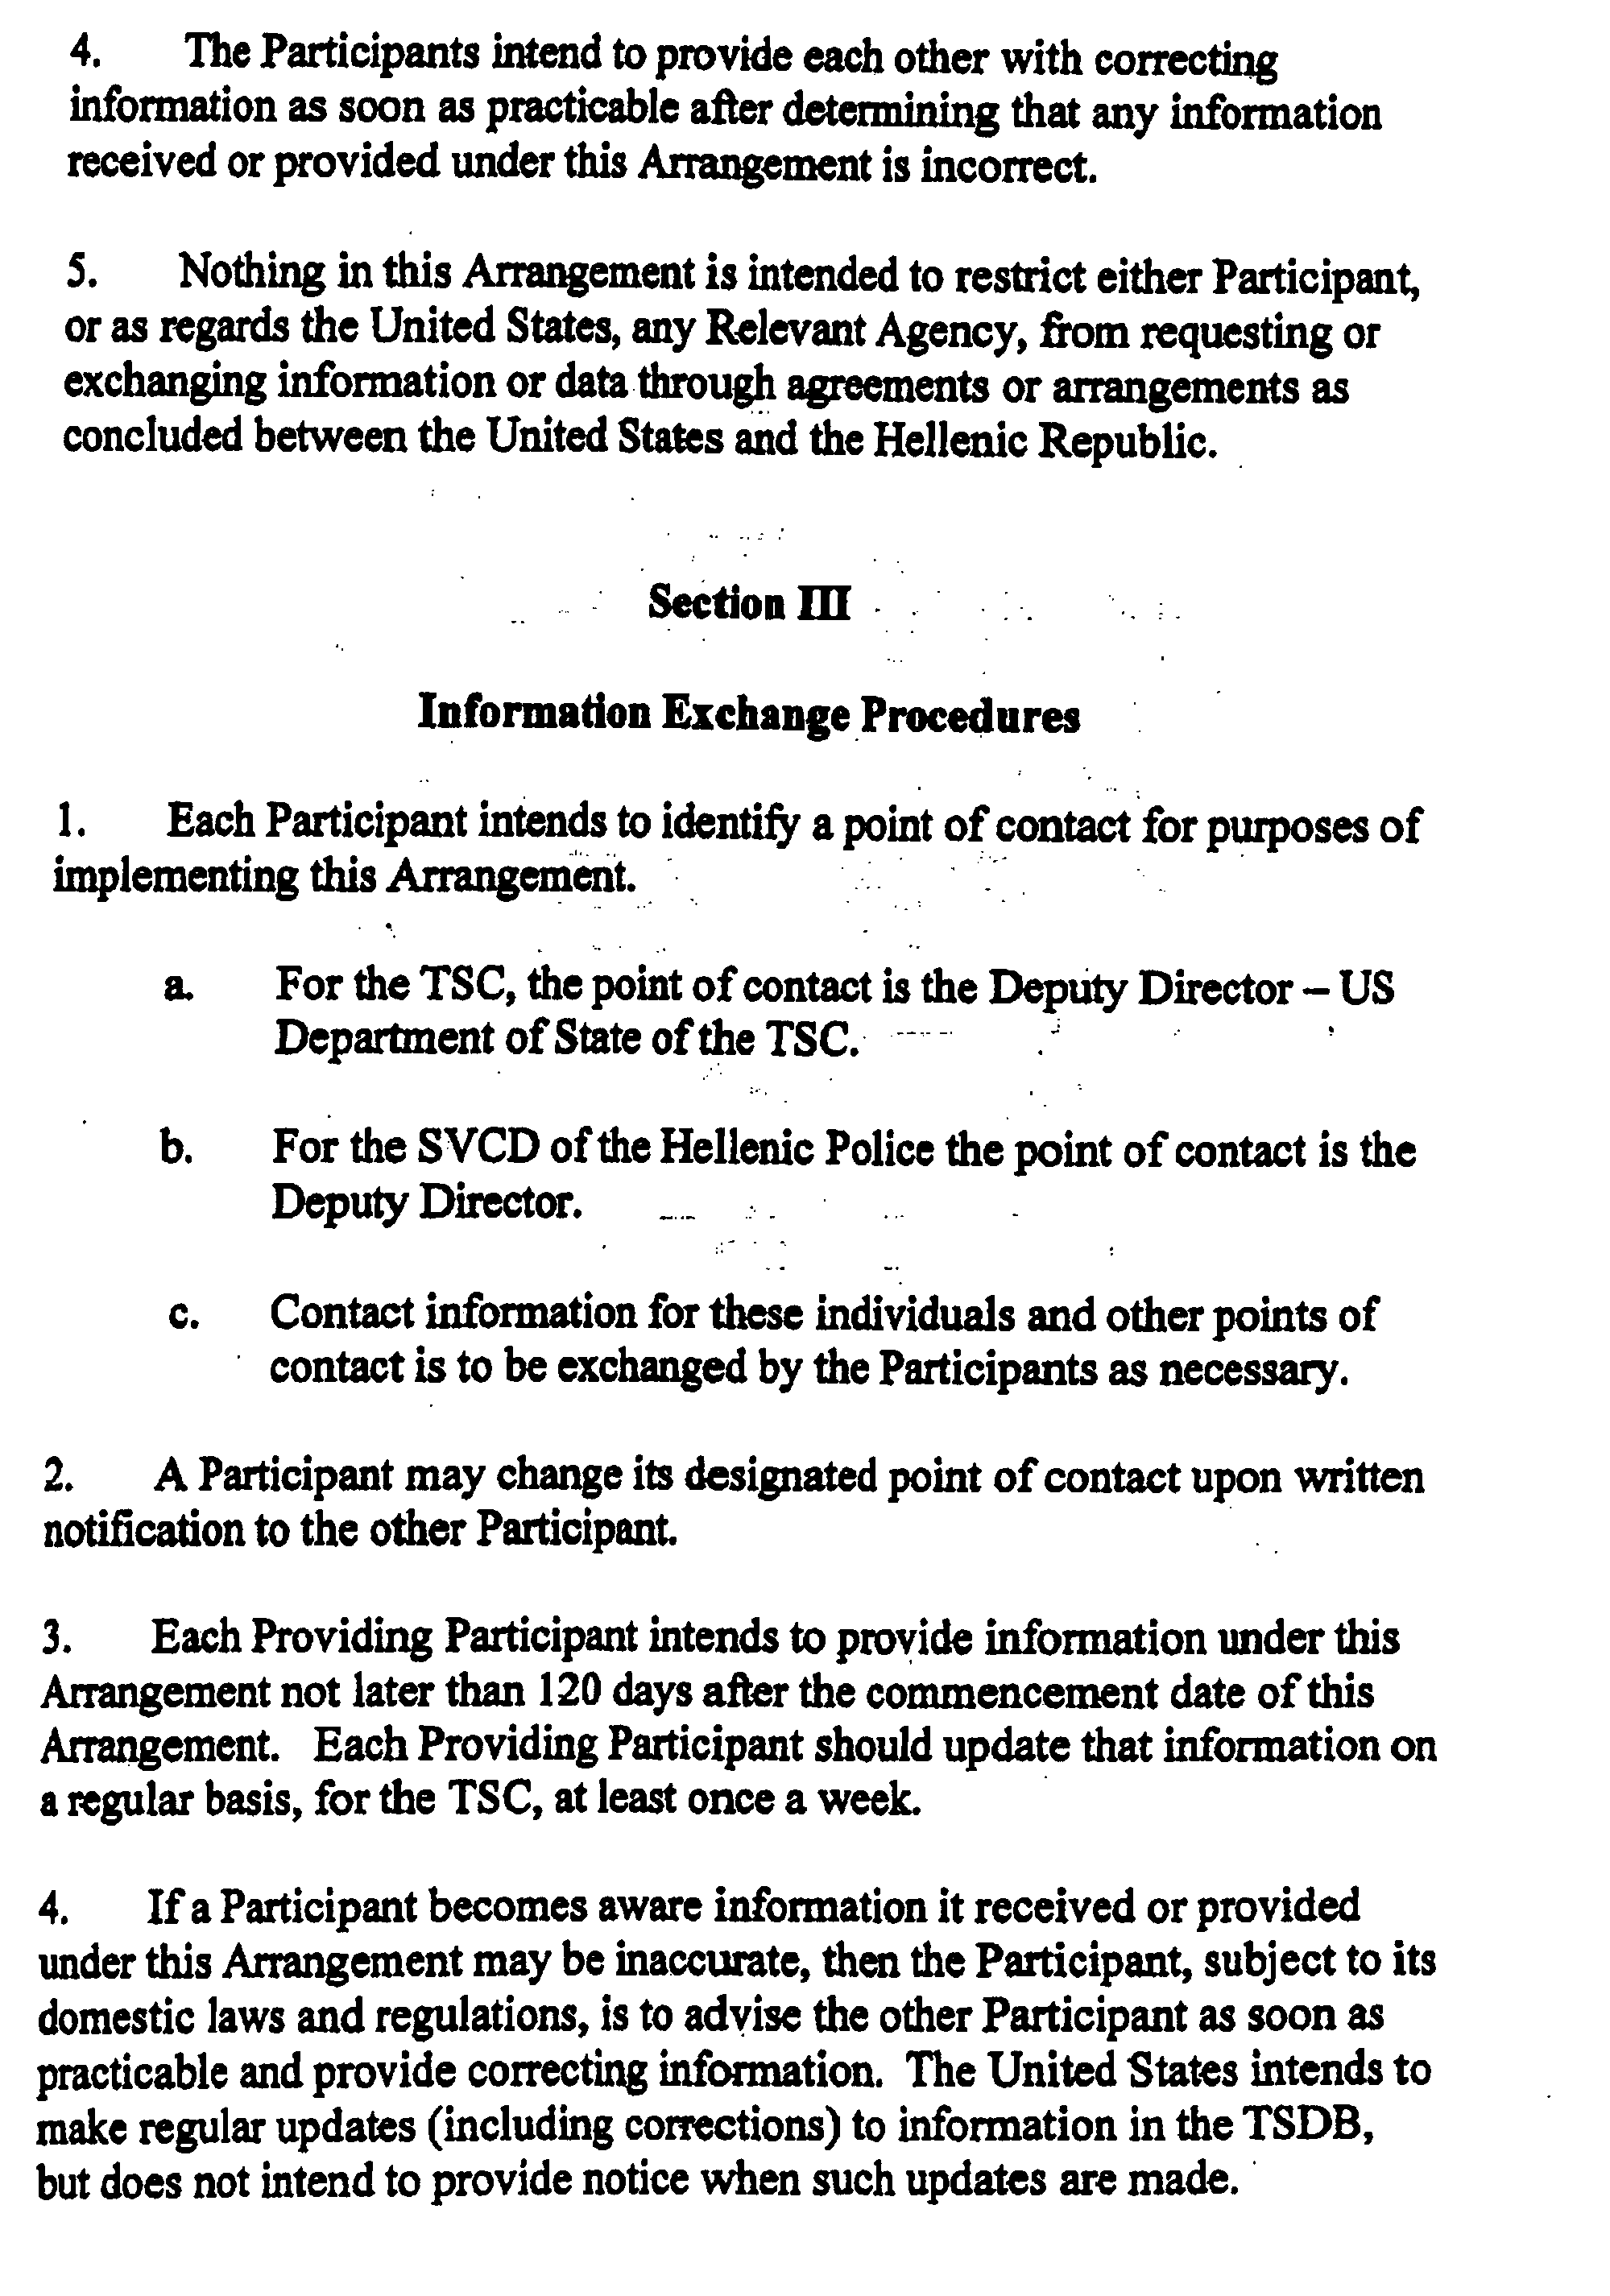 4. The Participants intend to provide each other with correcting
information as soon as practicable after determining that any information
received or provided under this Arrangement is incorrect.
5. Nothing in this Arrangement is intended to restrict either Participant,
or as regards the United States, any Relevant Agency, from requesting or
exchanging information or data through agreements or arrangements as
concluded between the United States and the Hellenic Republic.
Section III
Information Exchange Procedures
1. Each Participant intends to identify a point of contact for purposes of
implementing this Arrangement.
a. For the TSC, the point of contact is the Deputy Director – US
Department of State of the TSC.
b. For the SVCD of the Hellenic Police the point of contact is the
Deputy Director.
c. Contact information for these individuals and other points of
contact is to be exchanged by the Participants as necessary.
2. A Participant may change its designated point of contact upon written
notification to the other Participant.
3. Each Providing Participant intends to provide information under this
Arrangement not later than 120 days after the commencement date of this
Arrangement. Each Providing Participant should update that information on
a regular basis, for the TSC, at least once a week.
4. If a Participant becomes aware information it received or provided
under this Arrangement may be inaccurate, then the Participant, subject to its
domestic laws and regulations, is to advise the other Participant as soon as
practicable and provide correcting information. The United States intends to
make regular updates (including corrections) to information in the TSDB,
but does not intend to provide notice when such updates are made.